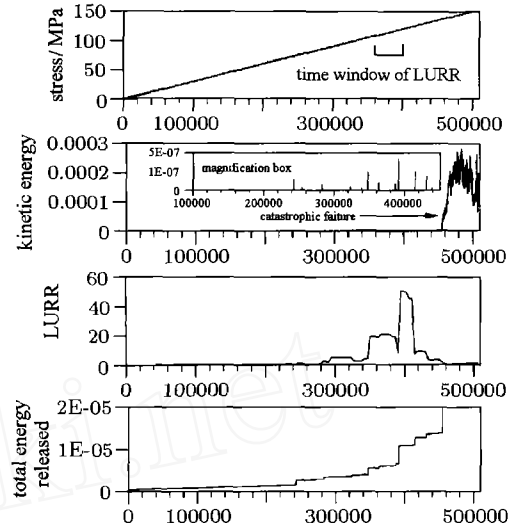 150
100
50
0
stress/ MPa
time window of LURR
0 100000 300000 500000
0.0003
0.0002
0.0001
0
kinetic energy
5E-07
1E-07
0
magnification box
100000 200000 300000 400000
catastrophic failure
0 100000 300000 500000
60
40
20
0
LURR
0 100000 300000 500000
2E-05
1E-05
0
total energy
released
0 100000 300000 500000